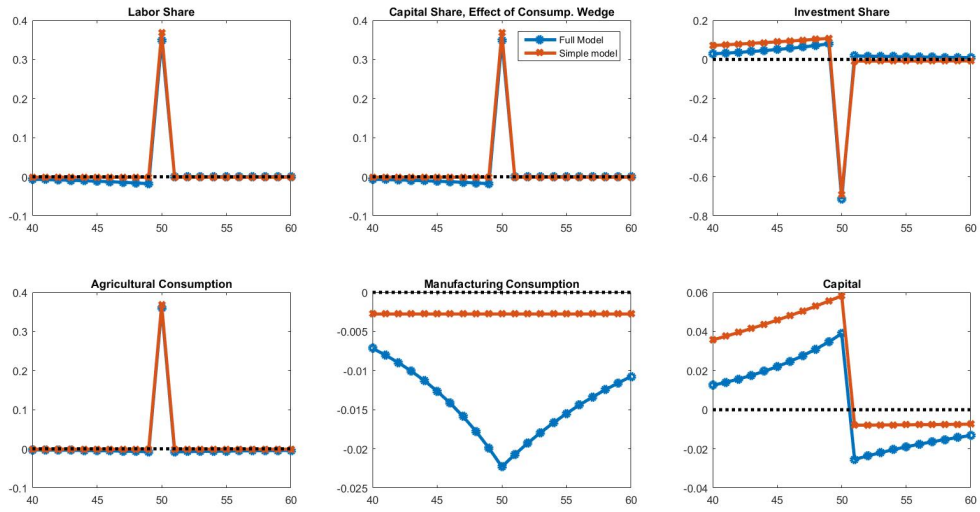 Labor Share
0.4
0.3
0.2
0.1
0
-0.1
40 45 50 55 60
Capital Share, Effect of Consump. Wedge
Full Model
Simple model
0.4
0.3
0.2
0.1
0
-0.1
40 45 50 55 60
Investment Share
0.2
0
-0.2
-0.4
-0.6
-0.8
40 45 50 55 60
Agricultural Consumption
0.4
0.3
0.2
0.1
0
-0.1
40 45 50 55 60
Manufacturing Consumption
0
-0.005
-0.01
-0.015
-0.02
-0.025
40 45 50 55 60
Capital
0.06
0.04
0.02
0
-0.02
-0.04
40 45 50 55 60